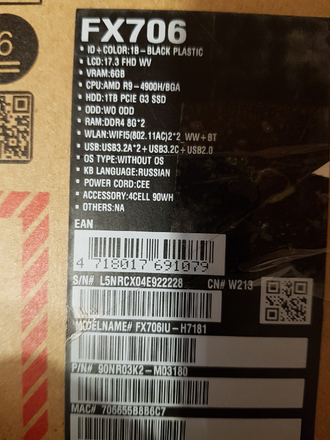 FX706
• ID+COLOR:1B-BLACK PLASTIC
• LCD:17.3 FHD WV
• VRAM:6GB
• CPU:AMD R9-4900H/BGA
• HDD:1TB PCIE G3 SSD
• ODD:WO ODD
• RAM:DDR4 8G*2
• WLAN:WIFI5(802.11AC)2*2_WW+BT
• USB:USB3.2A*2+USB3.2C+USB2.0
• OS TYPE:WITHOUT OS
• KB LANGUAGE:RUSSIAN
• POWER CORD:CEE
• ACCESSORY:4CELL 90WH
• OTHERS:NA
EAN
4 718017 691079
S/N# L5NRCX04E922228 CN# W213
MODELNAME# FX706IU-H7181
P/N# 90NR03K2-M03180
MAC# 706655B8B6C7
6